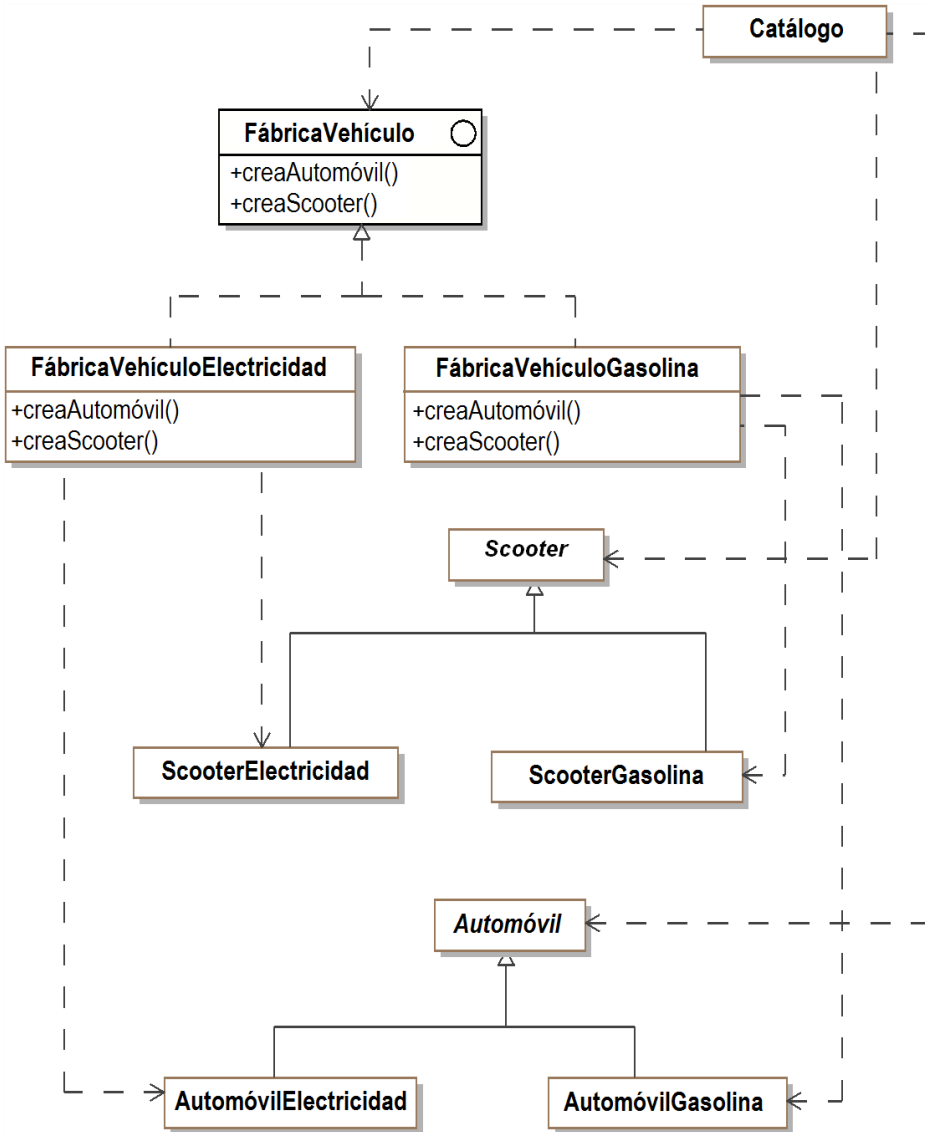 Catálogo
FábricaVehículo
+creaAutomóvil()
+creaScooter()
FábricaVehículoElectricidad
+creaAutomóvil()
+creaScooter()
FábricaVehículoGasolina
+creaAutomóvil()
+creaScooter()
Scooter
ScooterElectricidad
ScooterGasolina
Automóvil
AutomóvilElectricidad
AutomóvilGasolina